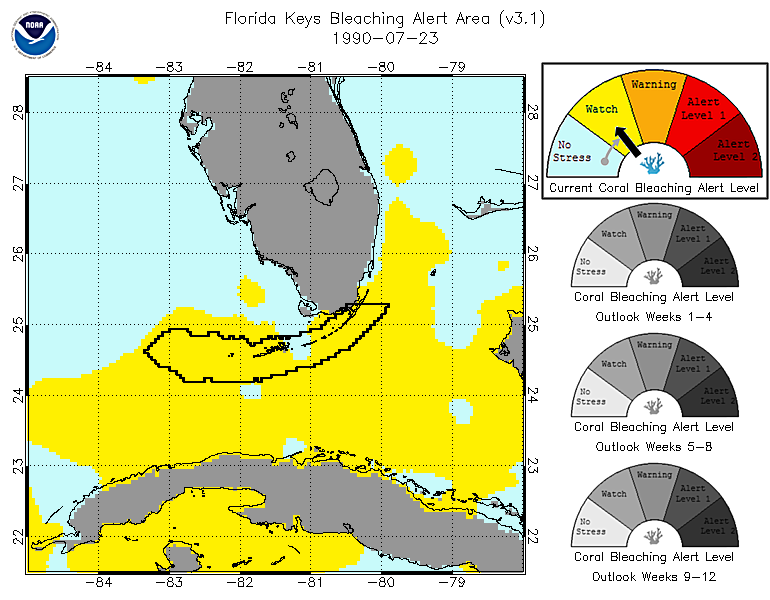 Florida Keys Bleaching Alert Area (v3.1)
1990-07-23
NOAA
-84 -83 -82 -81 -80 -79
28 28
27 27
26 26
25 25
24 24
23 23
22 22
-84 -83 -82 -81 -80 -79
No Stress
Watch
Warning
Alert Level 1
Alert Level 2
Current Coral Bleaching Alert Level
No Stress
Watch
Warning
Alert Level 1
Alert Level 2
Coral Bleaching Alert Level
Outlook Weeks 1-4
No Stress
Watch
Warning
Alert Level 1
Alert Level 2
Coral Bleaching Alert Level
Outlook Weeks 5-8
No Stress
Watch
Warning
Alert Level 1
Alert Level 2
Coral Bleaching Alert Level
Outlook Weeks 9-12